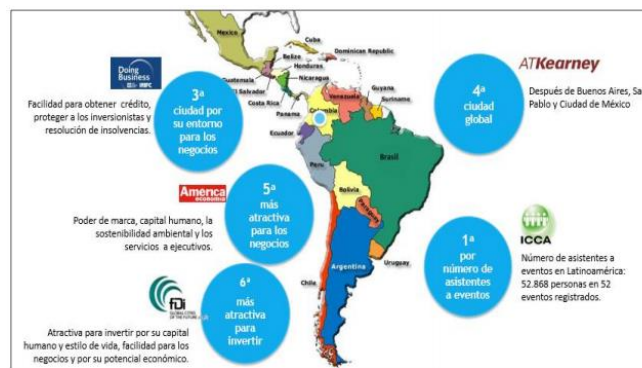 Mexico
Cuba
Dominican Republic
Belize
Honduras
Guatemala
Nicaragua
El Salvador
Costa Rica
Panama
Venezuela
Guyana
Suriname
Colombia
Ecuador
Peru
Brasil
Bolivia
Paraguay
Chile
Argentina
Uruguay
Doing
Business
Facilidad para obtener crédito,
proteger a los inversionistas y
resolución de insolvencias.
3ª
ciudad por
su entorno
para los
negocios
ATKearney
4ª
ciudad
global
Después de Buenos Aires, Sa
Pablo y Ciudad de México
America
economía
Poder de marca, capital humano, la
sostenibilidad ambiental y los
servicios a ejecutivos.
5ª
más
atractiva
para los
negocios
ICCA
1ª
por
número de
asistentes
a eventos
Número de asistentes a
eventos en Latinoamérica:
52.868 personas en 52
eventos registrados.
fDi
6ª
más
atractiva
para
invertir
Atractiva para invertir por su capital
humano y estilo de vida, facilidad para los
negocios y por su potencial económico.